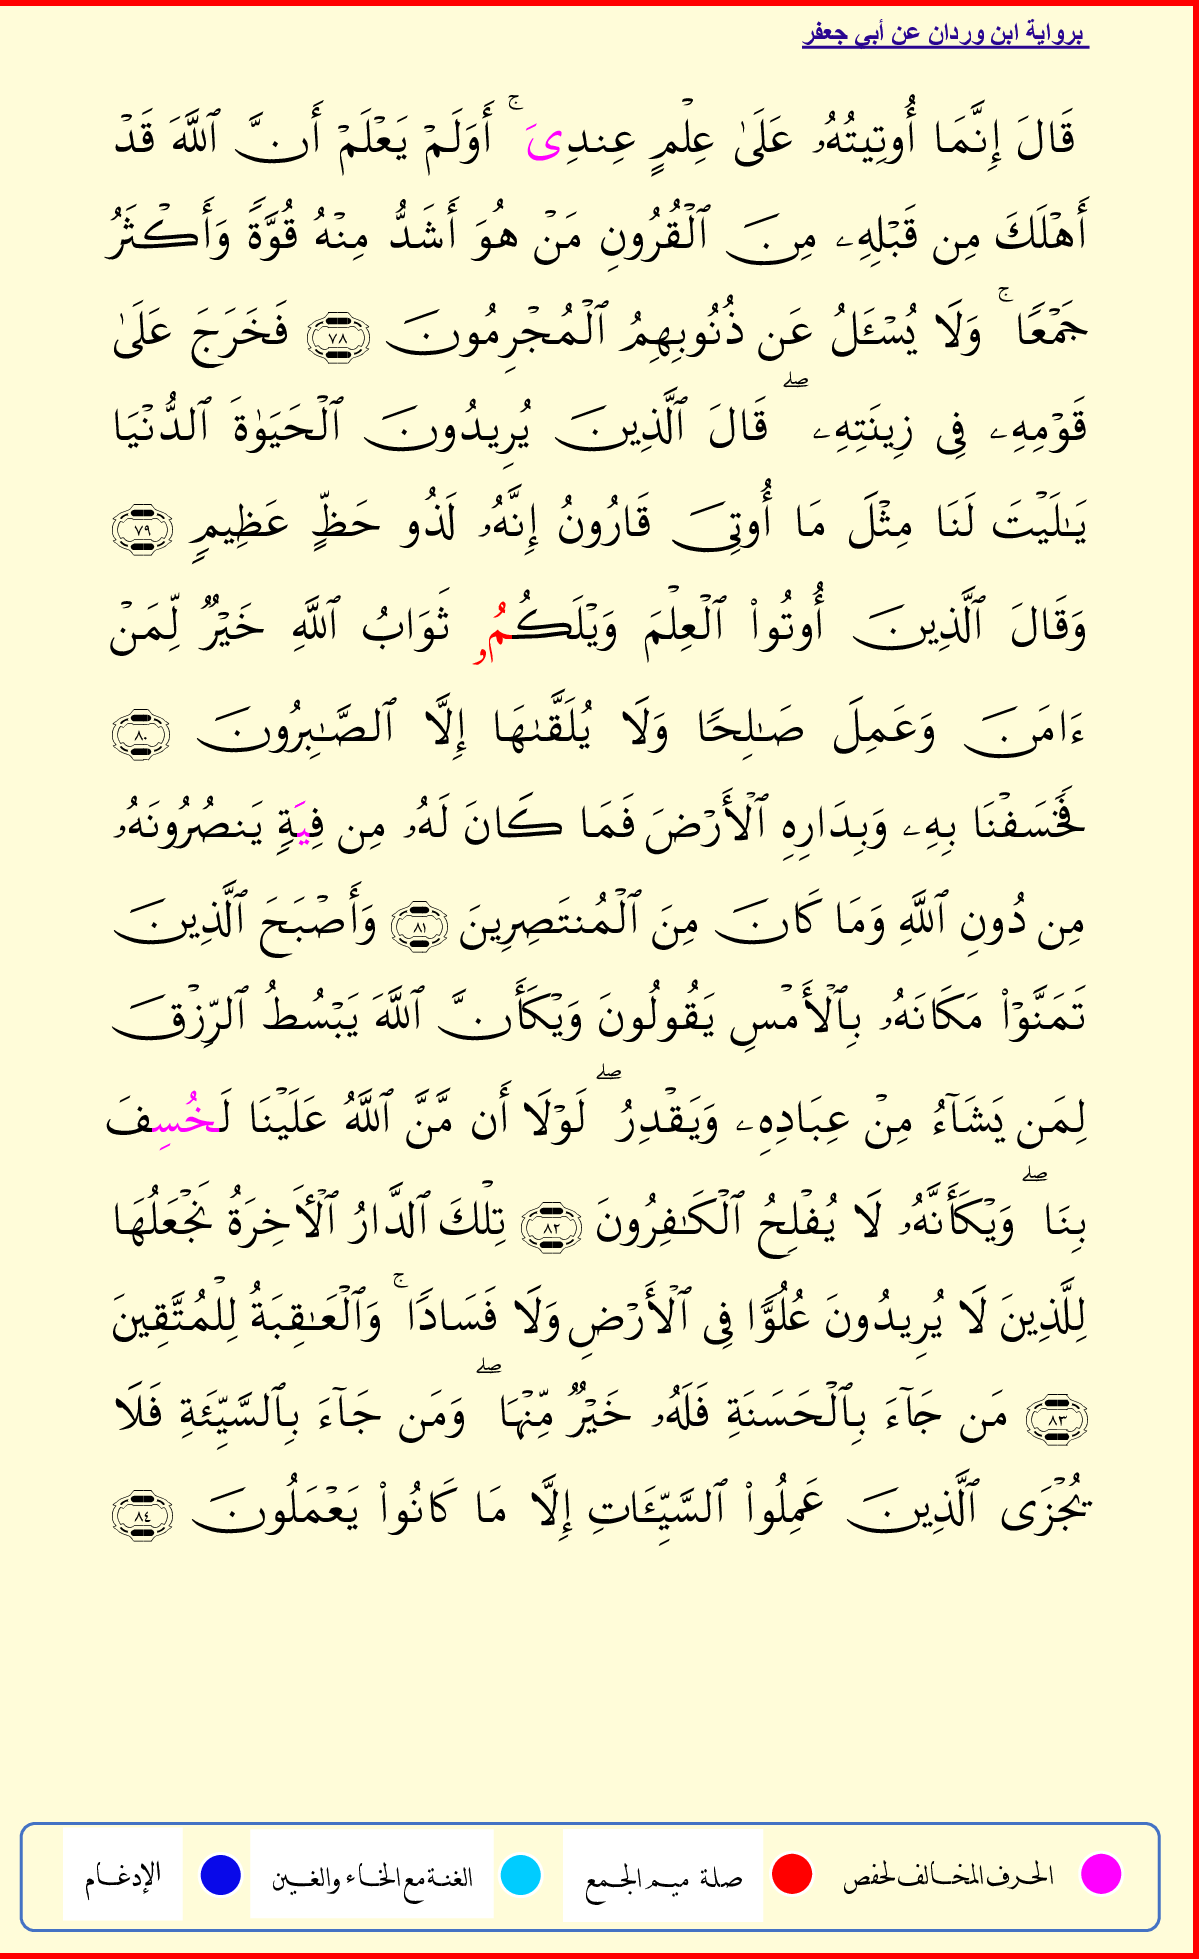 برواية ابن وردان عن أبي جعفر
قَالَ إِنَّمَا أُوتِيتُهُۥ عَلَىٰ عِلْمٍ عِندِىَ ۚ أَوَلَمْ يَعْلَمْ أَنَّ ٱللَّهَ قَدْ
أَهْلَكَ مِن قَبْلِهِۦ مِنَ ٱلْقُرُونِ مَنْ هُوَ أَشَدُّ مِنْهُ قُوَّةً وَأَكْثَرُ
جَمْعًا ۚ وَلَا يُسْـَٔلُ عَن ذُنُوبِهِمُ ٱلْمُجْرِمُونَ ٧٨ فَخَرَجَ عَلَىٰ
قَوْمِهِۦ فِى زِينَتِهِۦ ۖ قَالَ ٱلَّذِينَ يُرِيدُونَ ٱلْحَيَوٰةَ ٱلدُّنْيَا
يَـٰلَيْتَ لَنَا مِثْلَ مَا أُوتِىَ قَارُونُ إِنَّهُۥ لَذُو حَظٍّ عَظِيمٍ ٧٩
وَقَالَ ٱلَّذِينَ أُوتُوا۟ ٱلْعِلْمَ وَيْلَكُمُۥ ثَوَابُ ٱللَّهِ خَيْرٌ لِّمَنْ
ءَامَنَ وَعَمِلَ صَـٰلِحًا وَلَا يُلَقَّىٰهَا إِلَّا ٱلصَّـٰبِرُونَ ٨٠
فَخَسَفْنَا بِهِۦ وَبِدَارِهِ ٱلْأَرْضَ فَمَا كَانَ لَهُۥ مِن فِيَةٍ يَنصُرُونَهُۥ
مِن دُونِ ٱللَّهِ وَمَا كَانَ مِنَ ٱلْمُنتَصِرِينَ ٨١ وَأَصْبَحَ ٱلَّذِينَ
تَمَنَّوْا۟ مَكَانَهُۥ بِٱلْأَمْسِ يَقُولُونَ وَيْكَأَنَّ ٱللَّهَ يَبْسُطُ ٱلرِّزْقَ
لِمَن يَشَآءُ مِنْ عِبَادِهِۦ وَيَقْدِرُ ۖ لَوْلَا أَن مَّنَّ ٱللَّهُ عَلَيْنَا لَخُسِفَ
بِنَا ۖ وَيْكَأَنَّهُۥ لَا يُفْلِحُ ٱلْكَـٰفِرُونَ ٨٢ تِلْكَ ٱلدَّارُ ٱلْأَخِرَةُ نَجْعَلُهَا
لِلَّذِينَ لَا يُرِيدُونَ عُلُوًّا فِى ٱلْأَرْضِ وَلَا فَسَادًا ۚ وَٱلْعَـٰقِبَةُ لِلْمُتَّقِينَ
٨٣ مَن جَآءَ بِٱلْحَسَنَةِ فَلَهُۥ خَيْرٌ مِّنْهَا ۖ وَمَن جَآءَ بِٱلسَّيِّئَةِ فَلَا
يُجْزَى ٱلَّذِينَ عَمِلُوا۟ ٱلسَّيِّـَٔاتِ إِلَّا مَا كَانُوا۟ يَعْمَلُونَ ٨٤
الحرف المخالف لحفص صلة ميم الجمع الغنة مع الخاء والغين الإدغام